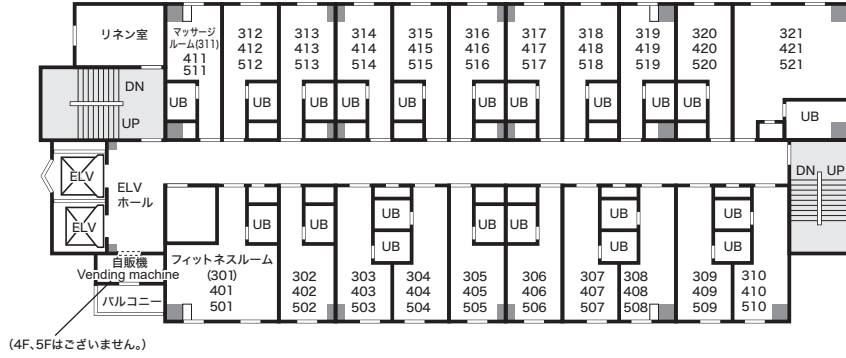 リネン室
マッサージ
ルーム(311)
411
511
312
412
512
313
413
513
314
414
514
315
415
515
316
416
516
317
417
517
318
418
518
319
419
519
320
420
520
321
421
521
DN
UP
UB
UB
UB
UB
UB
UB
UB
UB
UB
UB
UB
ELV
ELV
ELV
ホール
DN UP
UB
UB
UB
UB
UB
UB
UB
UB
UB
UB
自販機
Vending machine
バルコニー
フィットネスルーム
(301)
401
501
302
402
502
303
403
503
304
404
504
305
405
505
306
406
506
307
407
507
308
408
508
309
409
509
310
410
510
(4F、5Fはございません。)